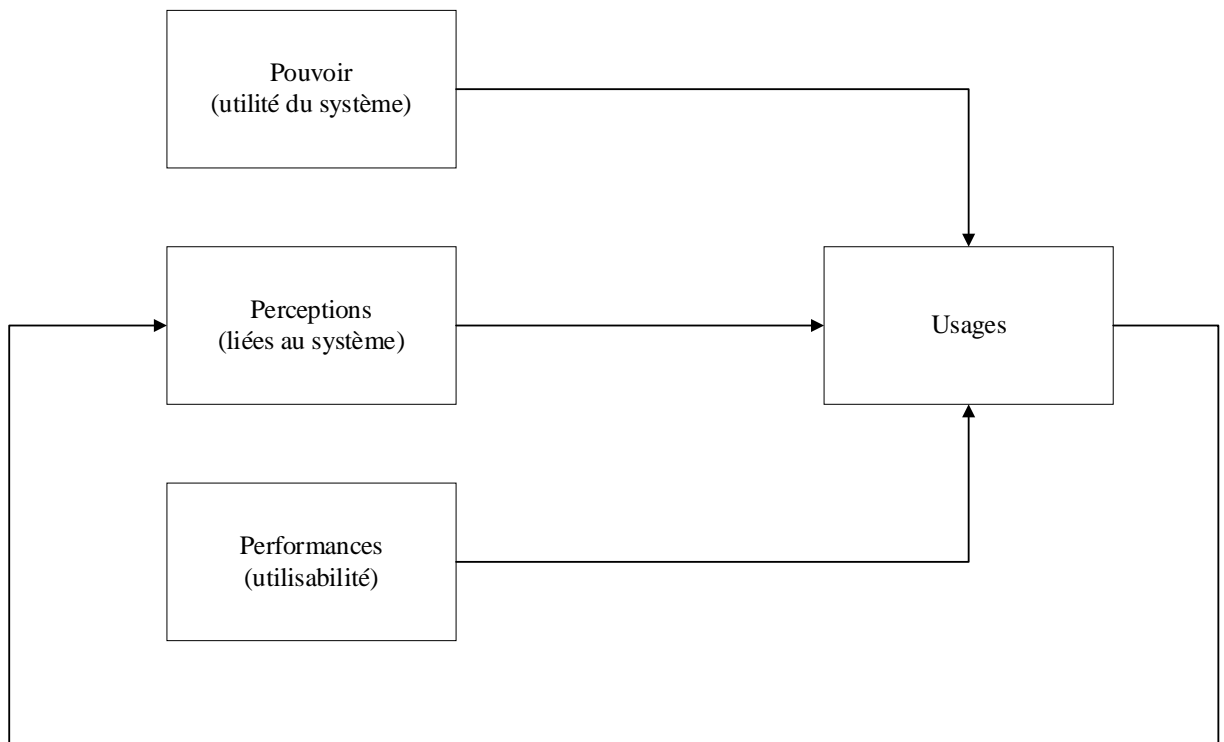 Pouvoir
(utilité du système)
Perceptions
(liées au système)
Usages
Performances
(utilisabilité)